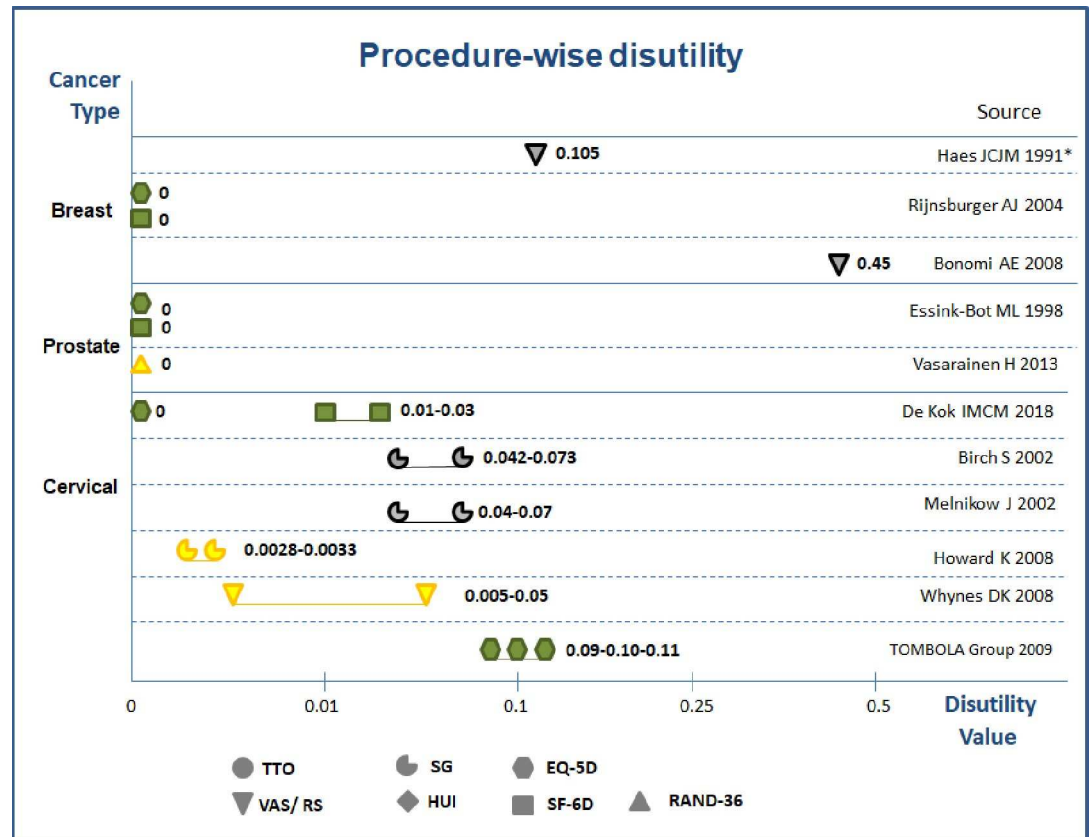 Procedure-wise disutility
Cancer
Type
Source
0.105
Haes JCJM 1991*
Breast
0
0
Rijnsburger AJ 2004
0.45
Bonomi AE 2008
Prostate
0
0
Essink-Bot ML 1998
0
Vasarainen H 2013
Cervical
0
0.01-0.03
De Kok IMCM 2018
0.042-0.073
Birch S 2002
0.04-0.07
Melnikow J 2002
0.0028-0.0033
Howard K 2008
0.005-0.05
Whynes DK 2008
0.09-0.10-0.11
TOMBOLA Group 2009
0
0.01
0.1
0.25
0.5
Disutility
Value
TTO
SG
EQ-5D
VAS/ RS
HUI
SF-6D
RAND-36